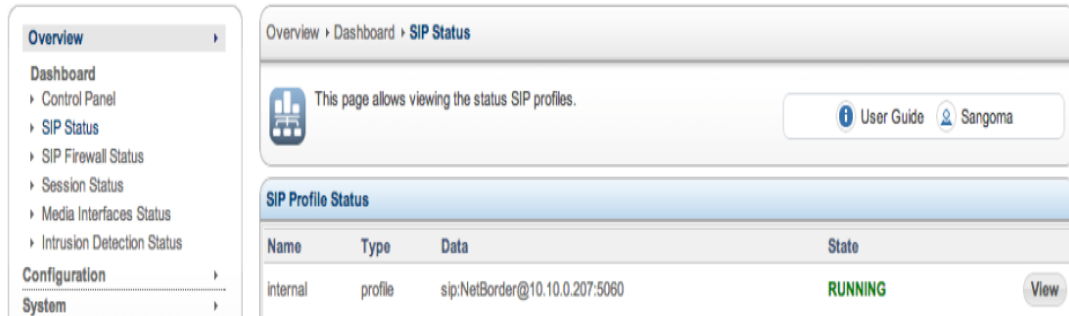 Overview
Dashboard
Control Panel
SIP Status
SIP Firewall Status
Session Status
Media Interfaces Status
Intrusion Detection Status
Configuration
System
Overview Dashboard SIP Status
This page allows viewing the status SIP profiles.
User Guide Sangoma
SIP Profile Status
Name Type Data State
internal profile sip:NetBorder@10.10.0.207:5060 RUNNING View